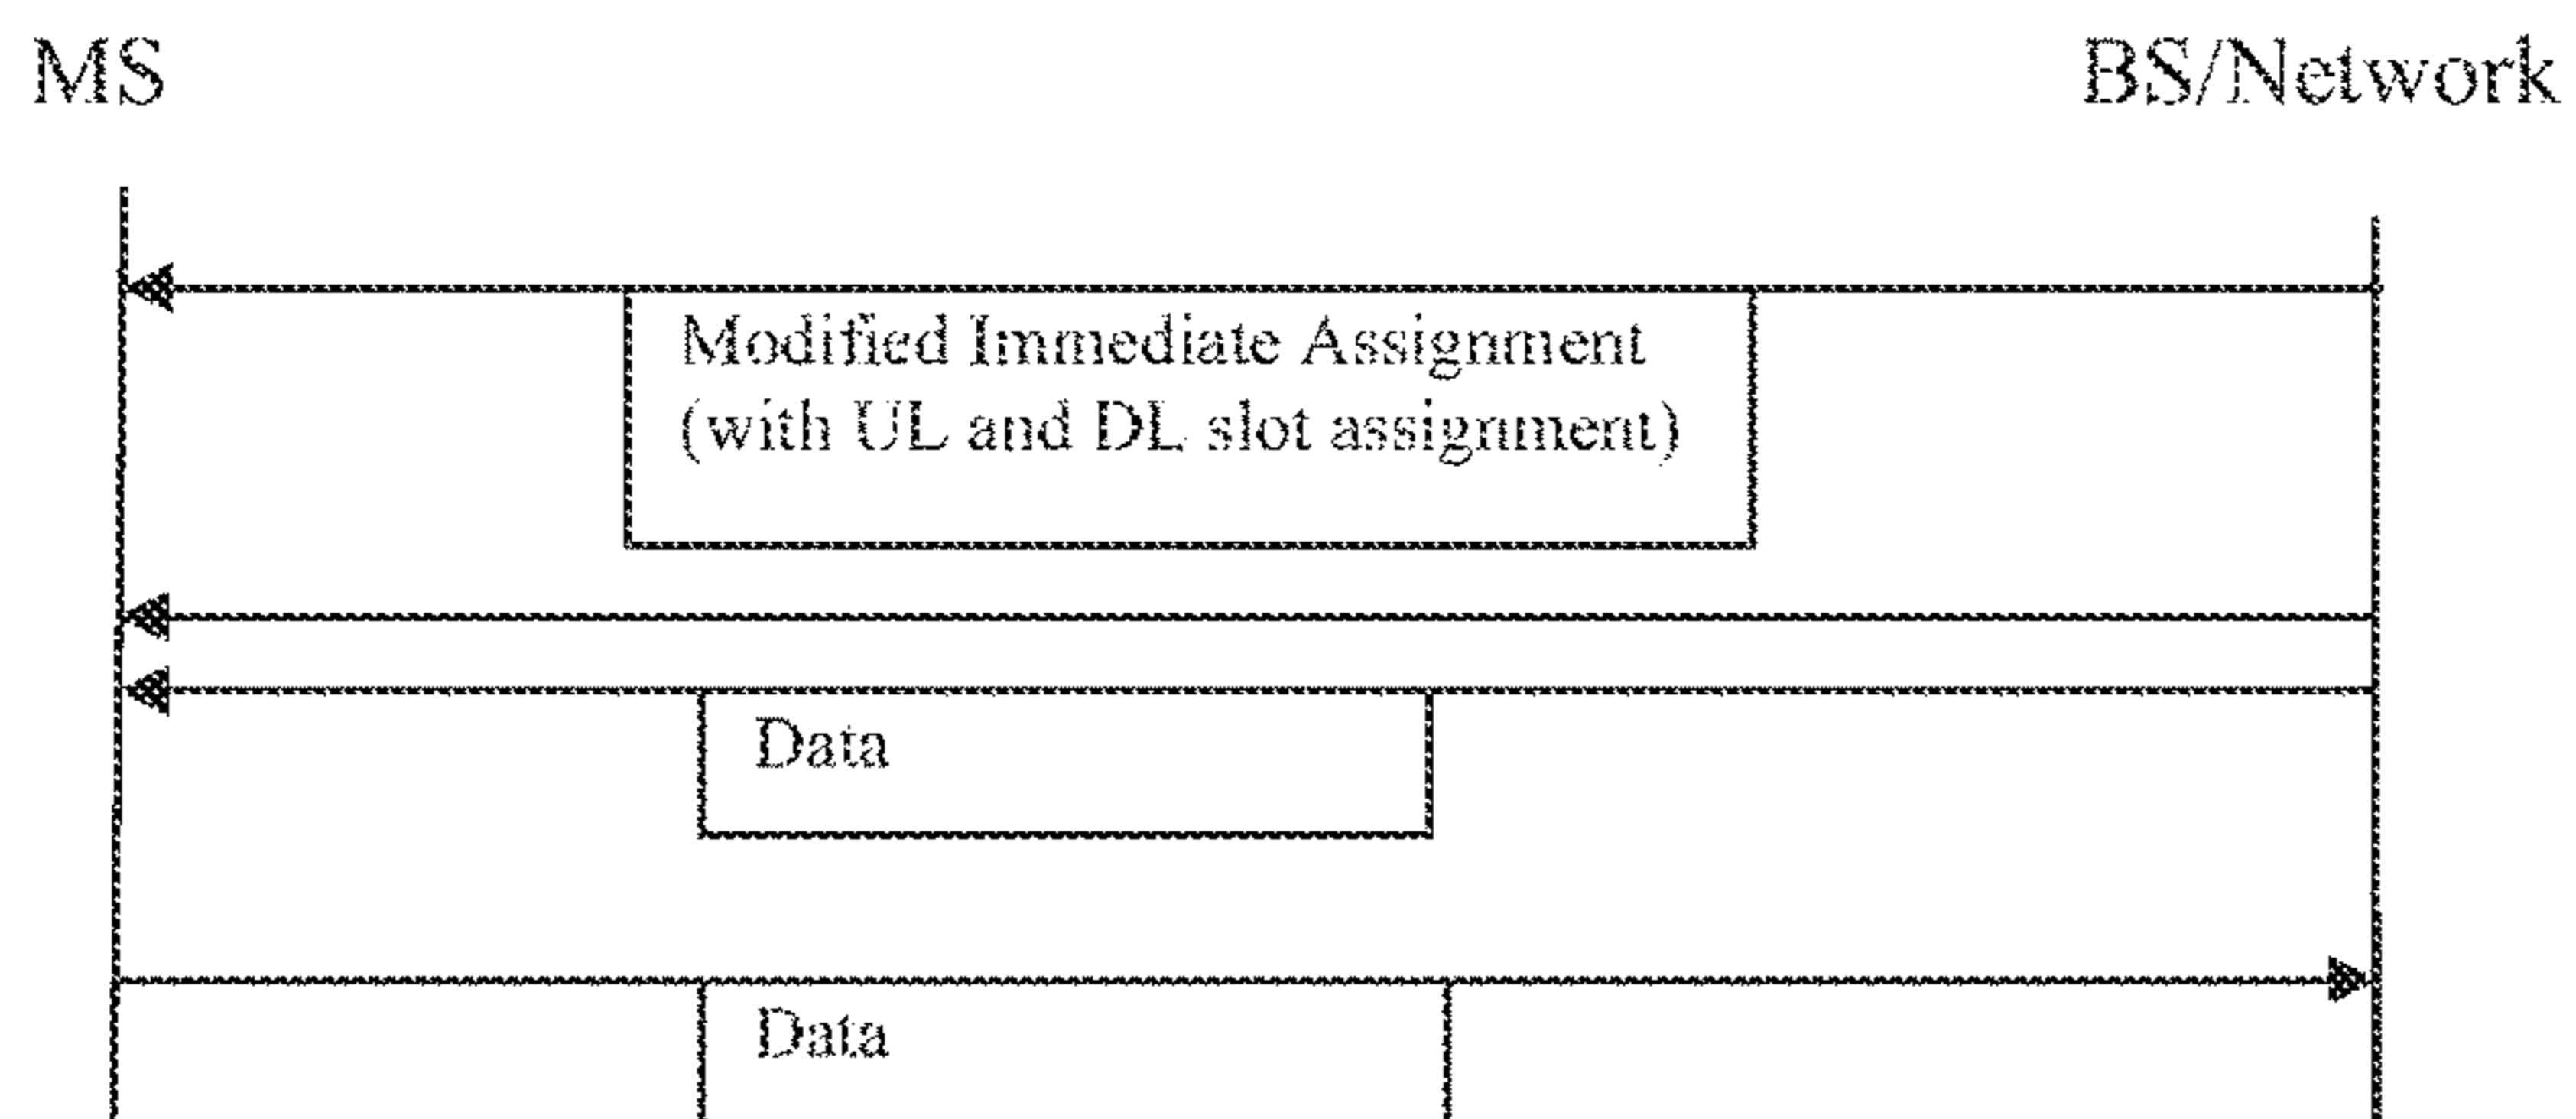 MS
BS/Network
Modified Immediate Assignment
(with UL and DL slot assignment)
Data
Data